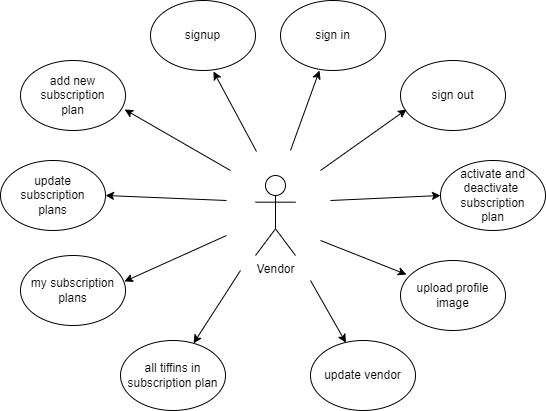 signup
sign in
add new
subscription
plan
sign out
update
subscription
plans
activate and
deactivate
subscription
plan
Vendor
my subscription
plans
upload profile
image
all tiffins in
subscription plan
update vendor